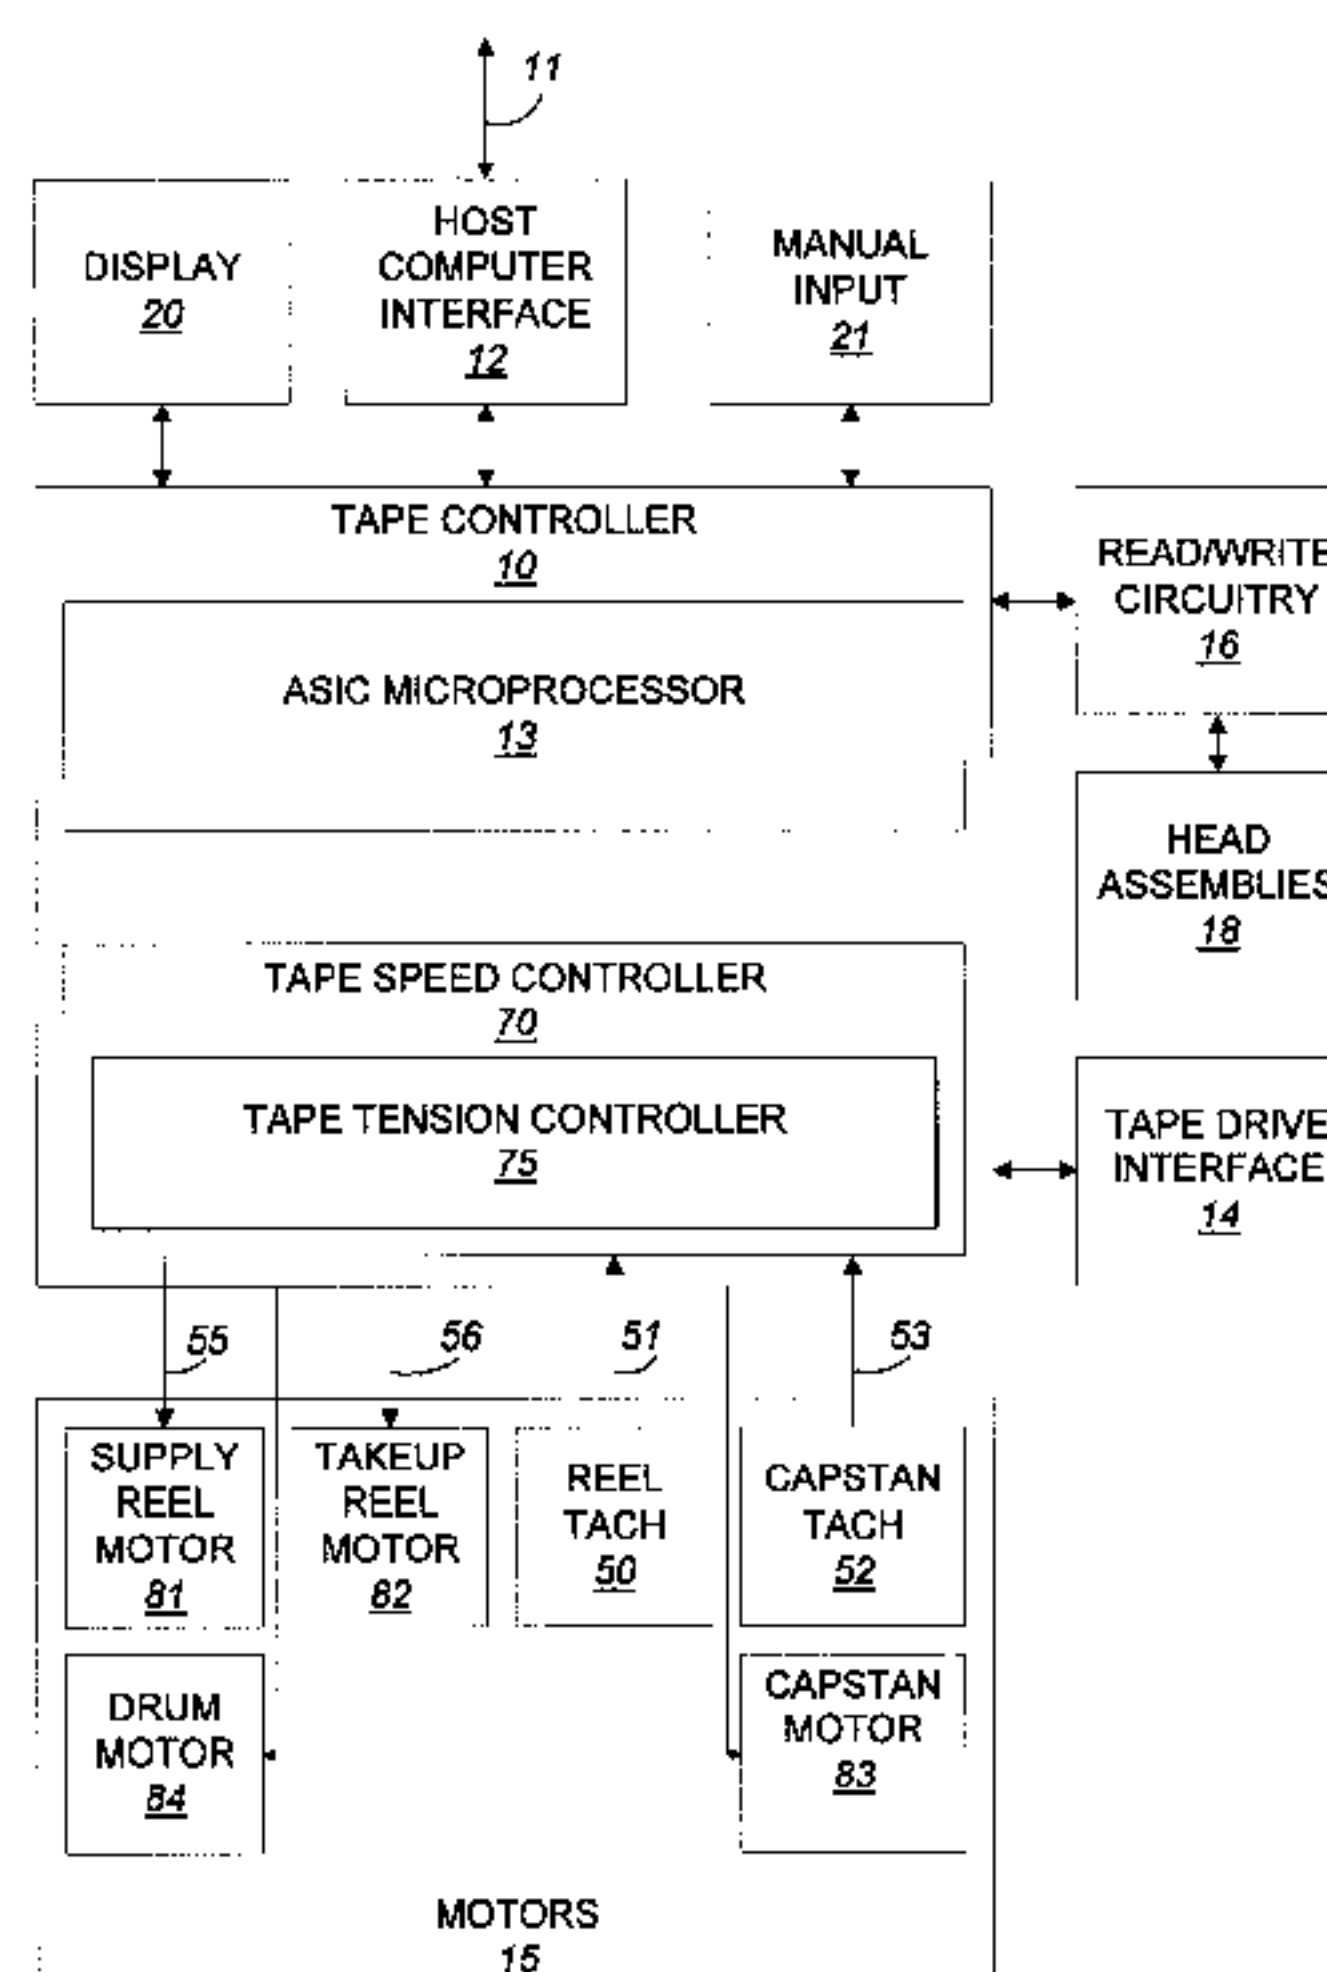 11
DISPLAY
20
HOST
COMPUTER
INTERFACE
12
MANUAL
INPUT
21
TAPE CONTROLLER
10
ASIC MICROPROCESSOR
13
READ/WRITE
CIRCUITRY
16
HEAD
ASSEMBLIES
18
TAPE SPEED CONTROLLER
70
TAPE TENSION CONTROLLER
75
TAPE DRIVE
INTERFACE
14
55
56
51
53
SUPPLY
REEL
MOTOR
81
TAKEUP
REEL
MOTOR
82
REEL
TACH
50
CAPSTAN
TACH
52
DRUM
MOTOR
84
CAPSTAN
MOTOR
83
MOTORS
15